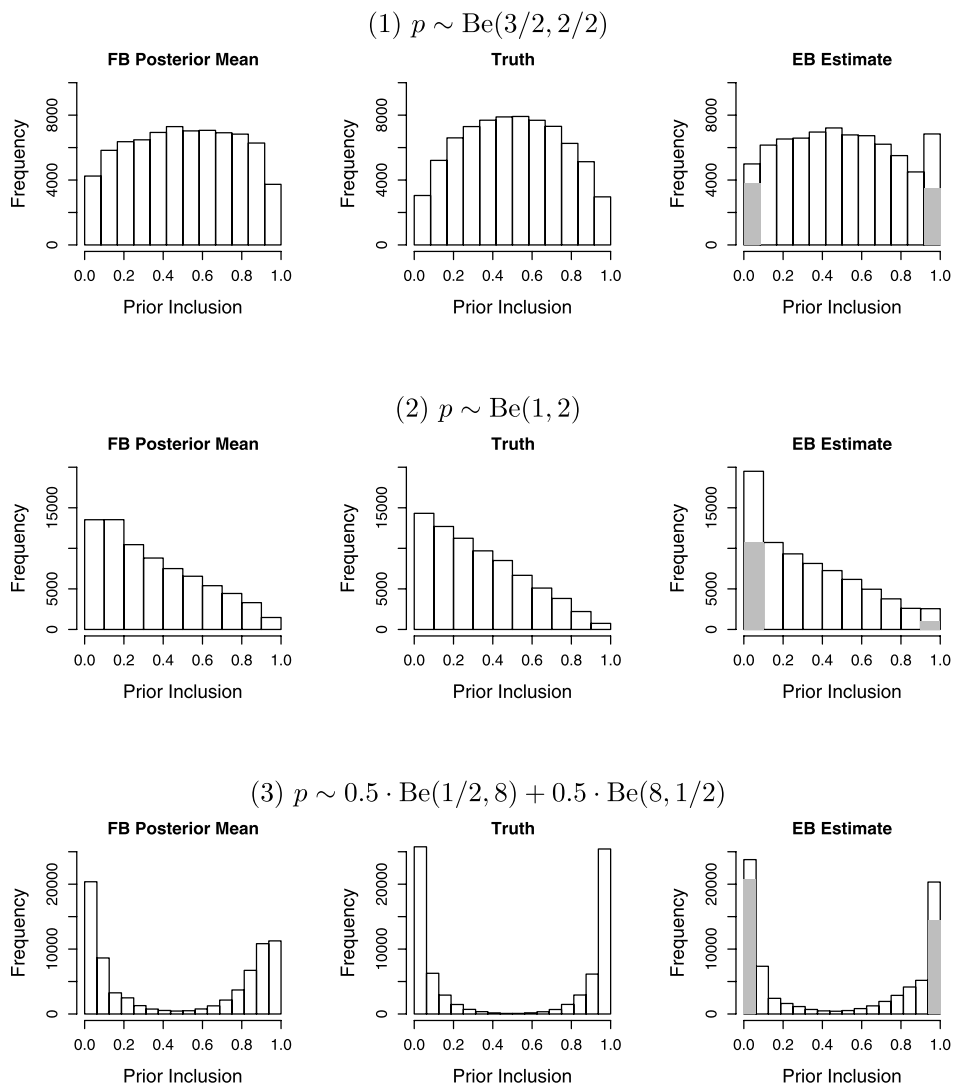 (1) p ∼ Be(3/2, 2/2)
FB Posterior Mean
Truth
EB Estimate
Frequency
0 4000 8000
0.0 0.2 0.4 0.6 0.8 1.0
Prior Inclusion
Frequency
0 4000 8000
0.0 0.2 0.4 0.6 0.8 1.0
Prior Inclusion
Frequency
0 4000 8000
0.0 0.2 0.4 0.6 0.8 1.0
Prior Inclusion
(2) p ∼ Be(1, 2)
FB Posterior Mean
Truth
EB Estimate
Frequency
0 5000 15000
0.0 0.2 0.4 0.6 0.8 1.0
Prior Inclusion
Frequency
0 5000 15000
0.0 0.2 0.4 0.6 0.8 1.0
Prior Inclusion
Frequency
0 5000 15000
0.0 0.2 0.4 0.6 0.8 1.0
Prior Inclusion
(3) p ∼ 0.5 · Be(1/2, 8) + 0.5 · Be(8, 1/2)
FB Posterior Mean
Truth
EB Estimate
Frequency
0 10000 20000
0.0 0.2 0.4 0.6 0.8 1.0
Prior Inclusion
Frequency
0 10000 20000
0.0 0.2 0.4 0.6 0.8 1.0
Prior Inclusion
Frequency
0 10000 20000
0.0 0.2 0.4 0.6 0.8 1.0
Prior Inclusion